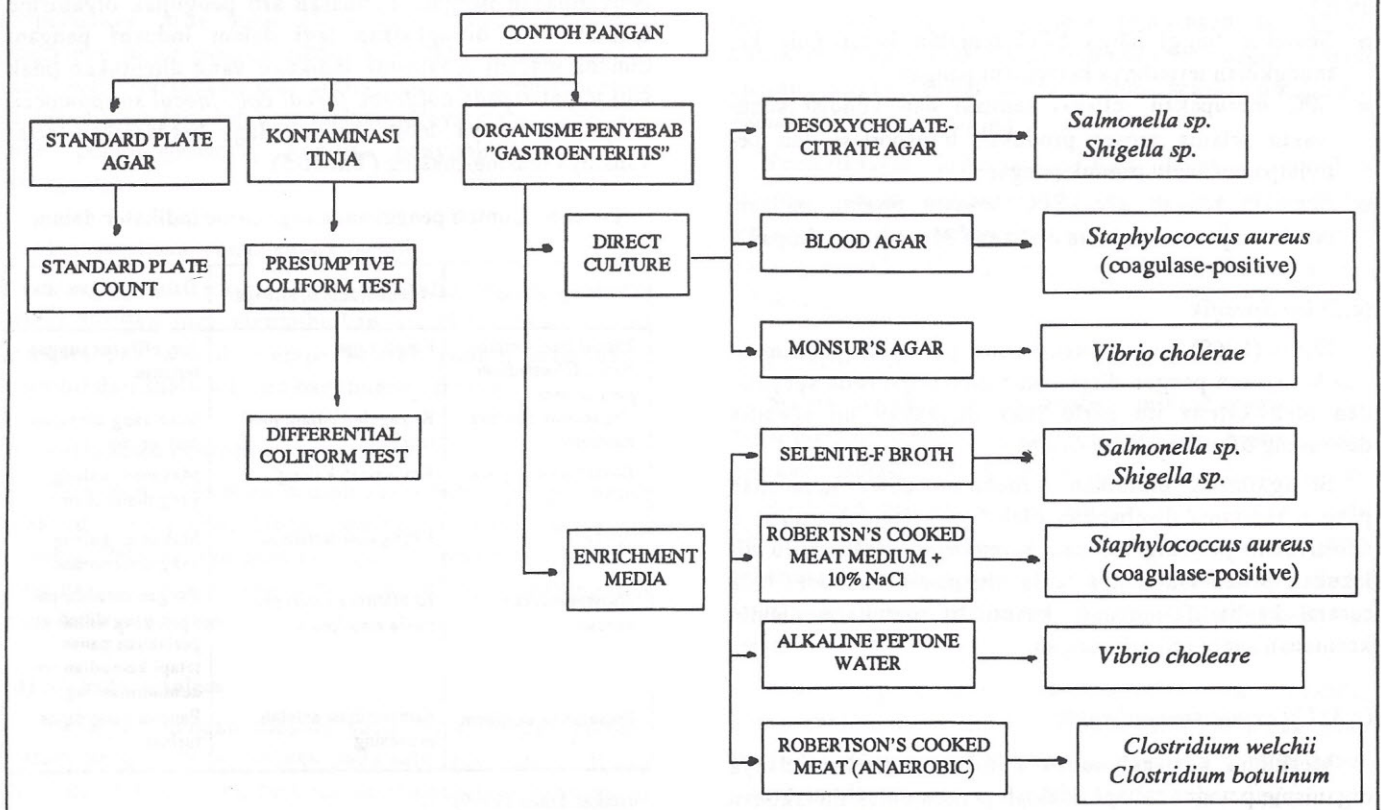 CONTOH PANGAN
STANDARD PLATE
AGAR
KONTAMINASI
TINJA
ORGANISME PENYEBAB
"GASTROENTERITIS"
STANDARD PLATE
COUNT
PRESUMPTIVE
COLIFORM TEST
DIFFERENTIAL
COLIFORM TEST
DIRECT
CULTURE
DESOXYCHOLATE-
CITRATE AGAR
Salmonella sp.
Shigella sp.
BLOOD AGAR
Staphylococcus aureus
(coagulase-positive)
MONSUR'S AGAR
Vibrio cholerae
ENRICHMENT
MEDIA
SELENITE-F BROTH
Salmonella sp.
Shigella sp.
ROBERTSN'S COOKED
MEAT MEDIUM +
10% NaCl
Staphylococcus aureus
(coagulase-positive)
ALKALINE PEPTONE
WATER
Vibrio choleare
ROBERTSON'S COOKED
MEAT (ANAEROBIC)
Clostridium welchii
Clostridium botulinum